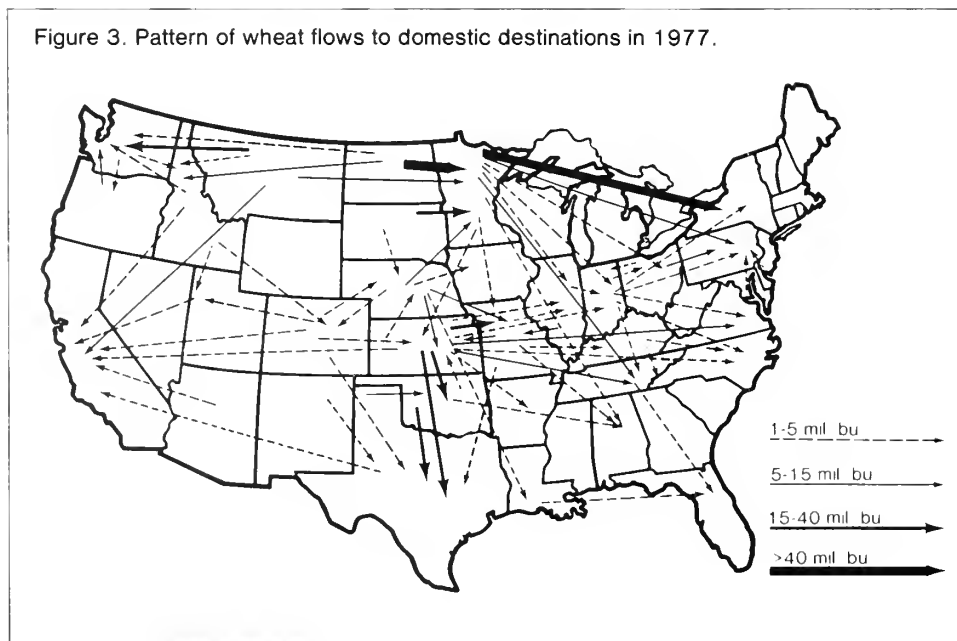 Figure 3. Pattern of wheat flows to domestic destinations in 1977.
1-5 mil bu
5-15 mil bu
15-40 mil bu
>40 mil bu